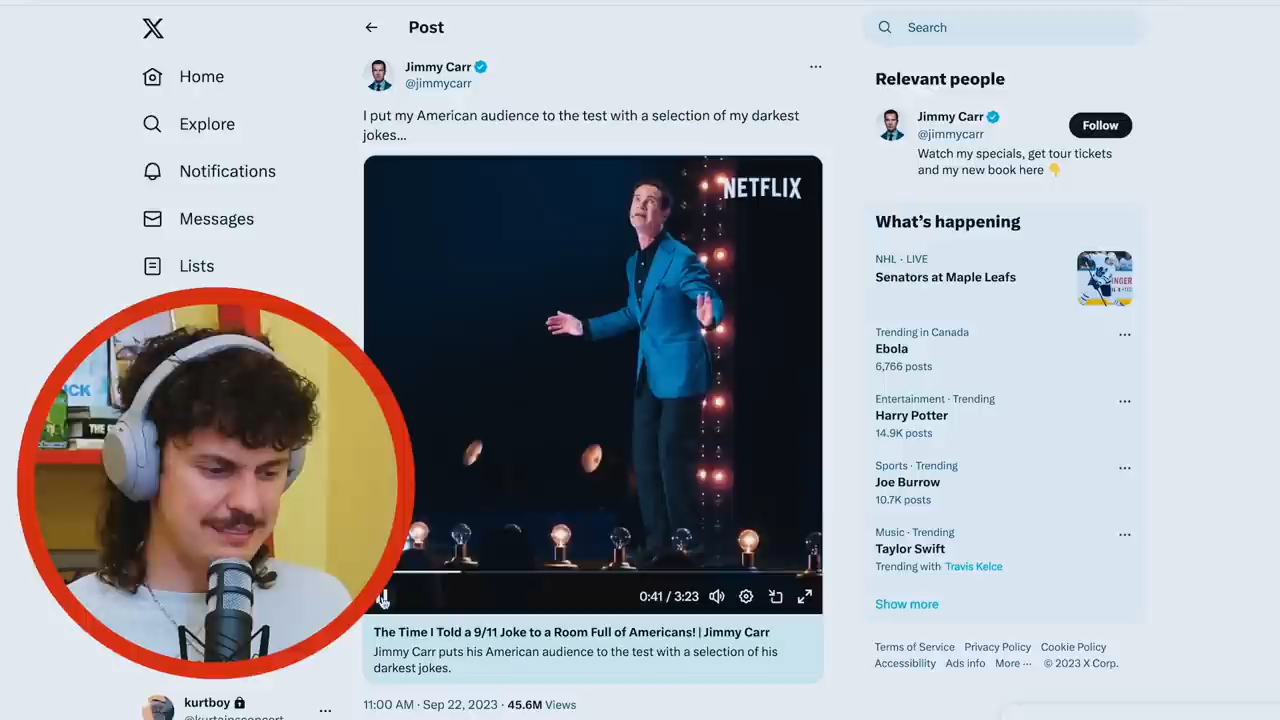 Home
Explore
Notifications
Messages
Lists
kurtboy
@kurtainsconcert
Post
Jimmy Carr
@jimmycarr
I put my American audience to the test with a selection of my darkest
jokes...
NETFLIX
0:41 / 3:23
The Time I Told a 9/11 Joke to a Room Full of Americans! | Jimmy Carr
Jimmy Carr puts his American audience to the test with a selection of his
darkest jokes.
11:00 AM · Sep 22, 2023 · 45.6M Views
Search
Relevant people
Jimmy Carr
@jimmycarr
Follow
Watch my specials, get tour tickets
and my new book here 👇
What's happening
NHL · LIVE
Senators at Maple Leafs
Trending in Canada
Ebola
6,766 posts
Entertainment · Trending
Harry Potter
14.9K posts
Sports · Trending
Joe Burrow
10.7K posts
Music · Trending
Taylor Swift
Trending with Travis Kelce
Show more
Terms of Service Privacy Policy Cookie Policy
Accessibility Ads info More ··· © 2023 X Corp.